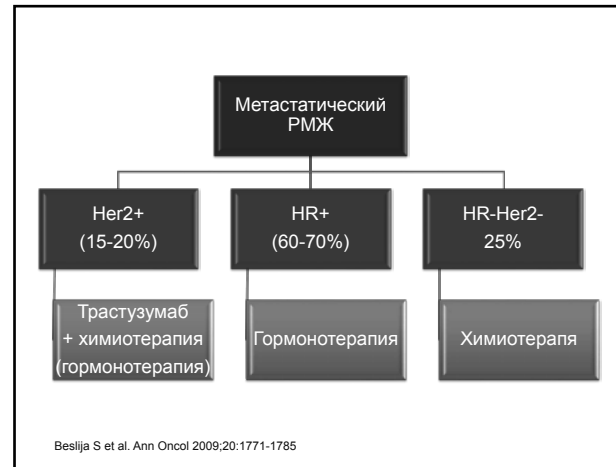 Метастатический
РМЖ
Her2+
(15-20%)
HR+
(60-70%)
HR-Her2-
25%
Трастузумаб
+ химиотерапия
(гормонотерапия)
Гормонотерапия
Химиотерапя
Beslija S et al. Ann Oncol 2009;20:1771-1785